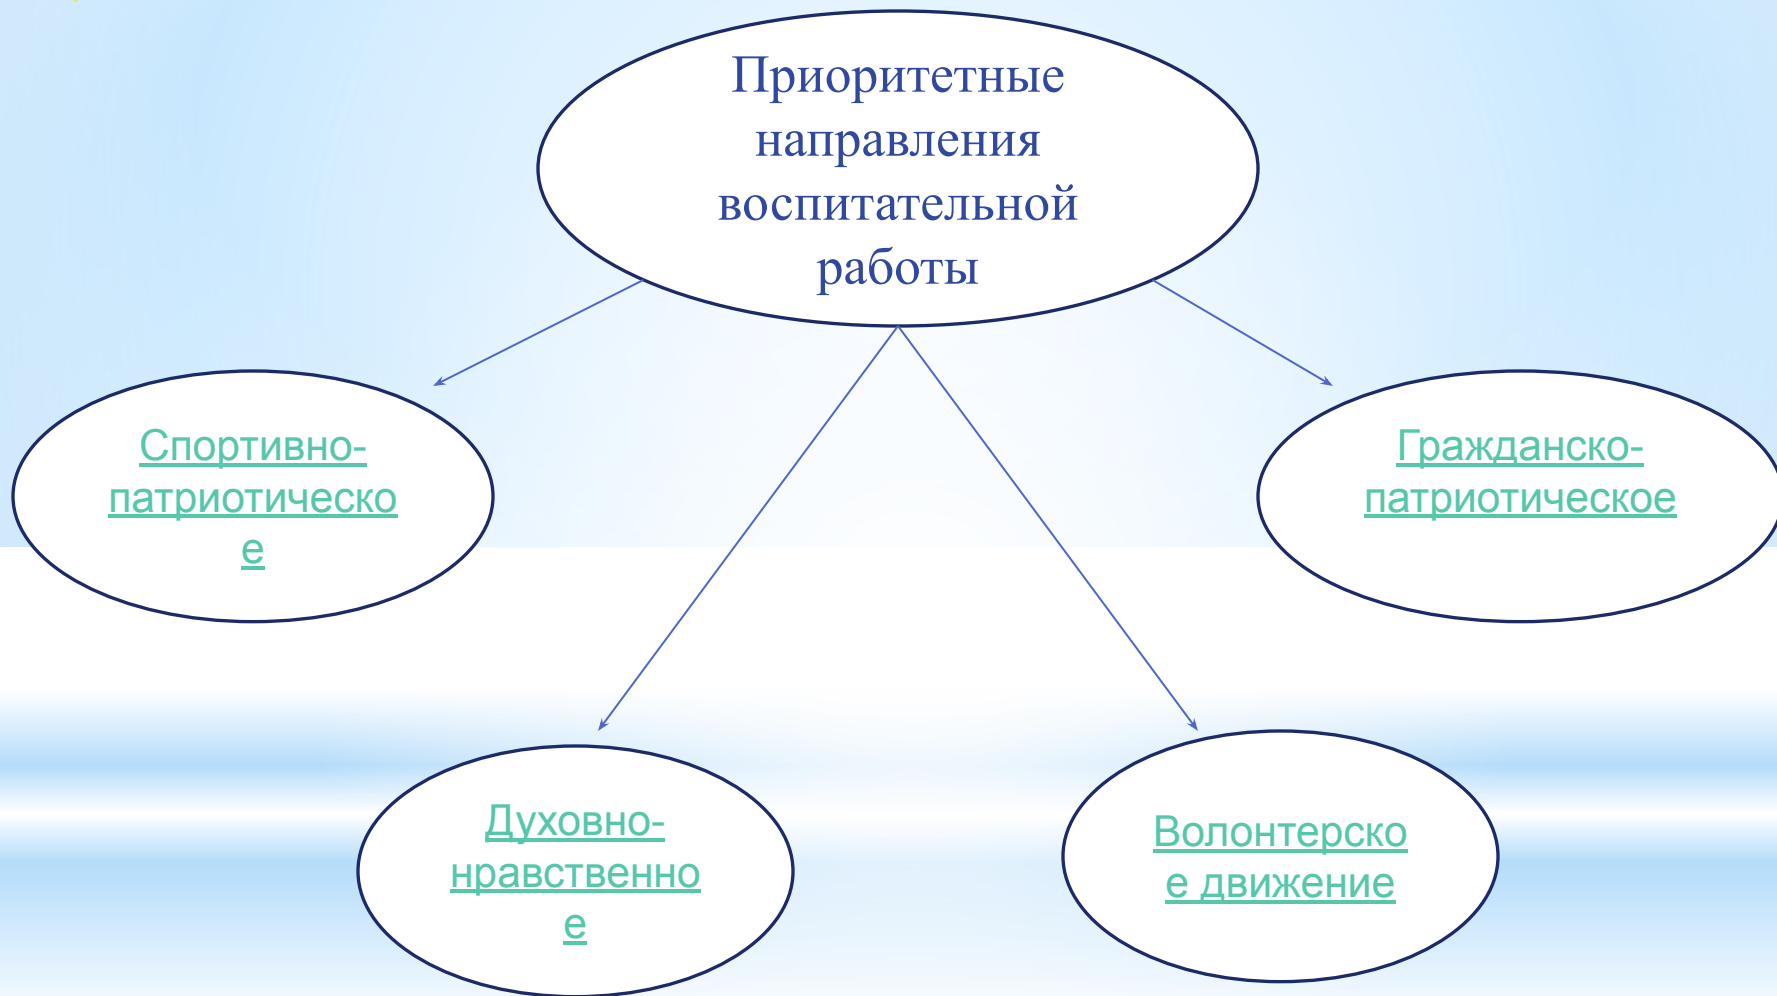 Приоритетные
направления
воспитательной
работы
Спортивно-
патриотическо
е
Гражданско-
патриотическое
Духовно-
нравственно
е
Волонтерско
е движение